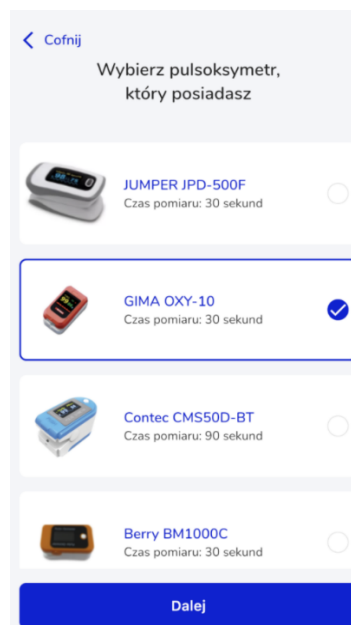 Cofnij
Wybierz pulsoksymetr,
który posiadasz
JUMPER JPD-500F
Czas pomiaru: 30 sekund
GIMA OXY-10
Czas pomiaru: 30 sekund
Contec CMS50D-BT
Czas pomiaru: 90 sekund
Berry BM1000C
Czas pomiaru: 30 sekund
Dalej